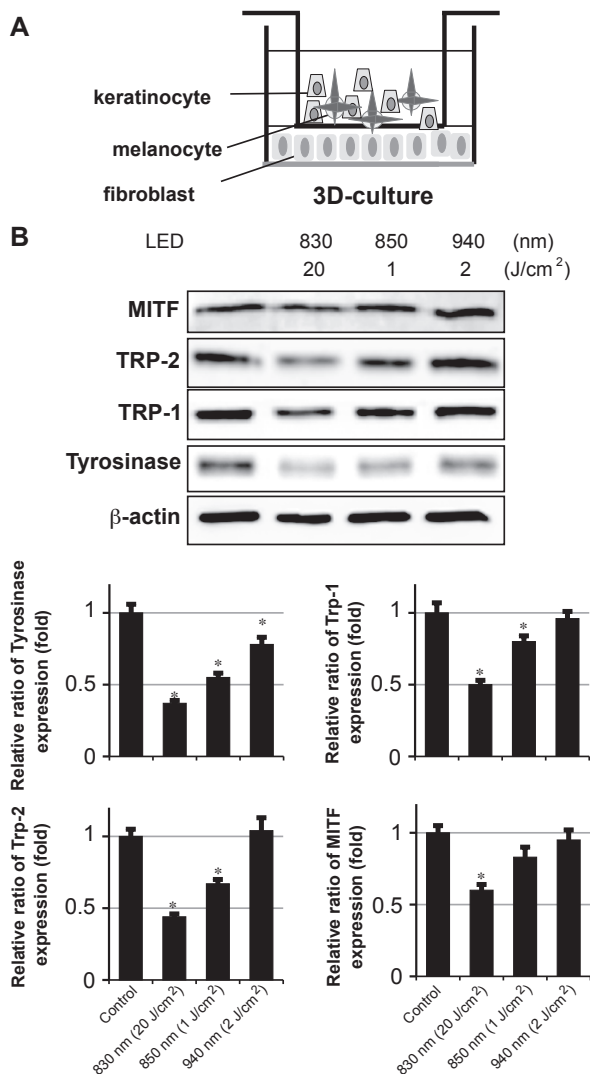 A
keratinocyte
melanocyte
fibroblast
3D-culture
B
LED 830 850 940 (nm)
20 1 2 (J/cm²)
MITF
TRP-2
TRP-1
Tyrosinase
β-actin
Relative ratio of Tyrosinase
expression (fold)
1
0.5
0
*
*
*
Relative ratio of Trp-1
expression (fold)
1
0.5
0
*
*
Relative ratio of Trp-2
expression (fold)
1
0.5
0
*
*
Control
830 nm (20 J/cm²)
850 nm (1 J/cm²)
940 nm (2 J/cm²)
Relative ratio of MITF
expression (fold)
1
0.5
0
*
Control
830 nm (20 J/cm²)
850 nm (1 J/cm²)
940 nm (2 J/cm²)